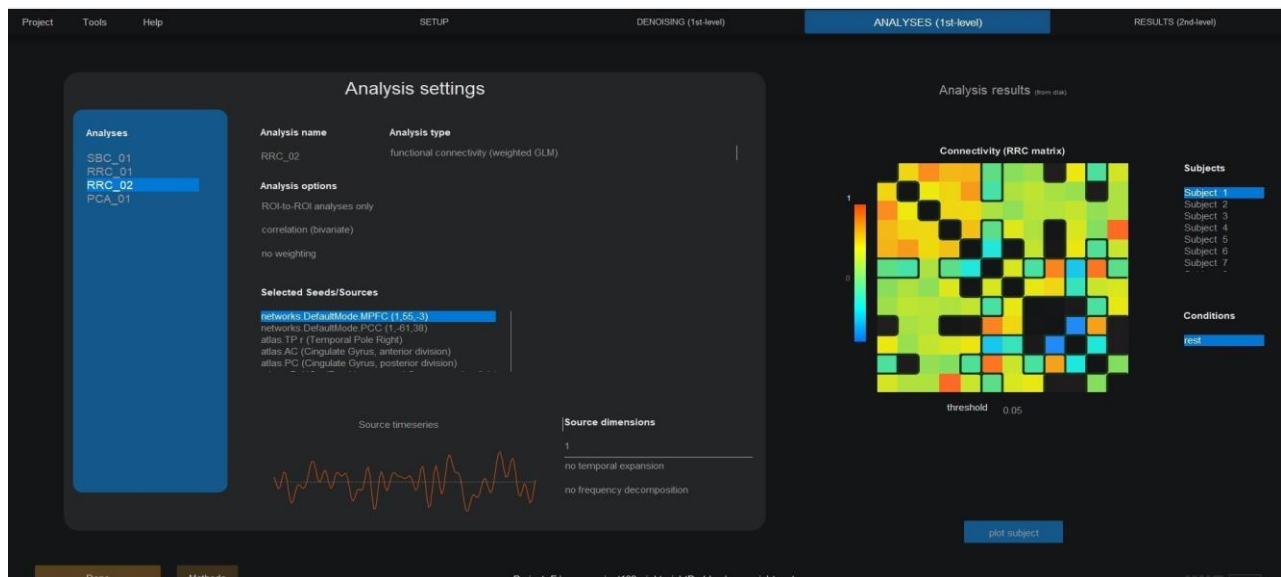 Project Tools Help SETUP DENOISING (1st-level) ANALYSES (1st-level) RESULTS (2nd-level)
Analysis settings
Analyses
SBC_01
RRC_01
RRC_02
PCA_01
Analysis name
RRC_02
Analysis type
functional connectivity (weighted GLM)
Analysis options
ROI-to-ROI analyses only
correlation (bivariate)
no weighting
Selected Seeds/Sources
networks.DefaultMode.MPFC (1,55,-3)
networks.DefaultMode.PCC (1,-61,38)
atlas.TP r (Temporal Pole Right)
atlas.AC (Cingulate Gyrus, anterior division)
atlas.PC (Cingulate Gyrus, posterior division)
Source timeseries
Source dimensions
1
no temporal expansion
no frequency decomposition
Analysis results (from disk)
Connectivity (RRC matrix)
1
0
threshold 0.05
Subjects
Subject 1
Subject 2
Subject 3
Subject 4
Subject 5
Subject 6
Subject 7
Conditions
rest
plot subject